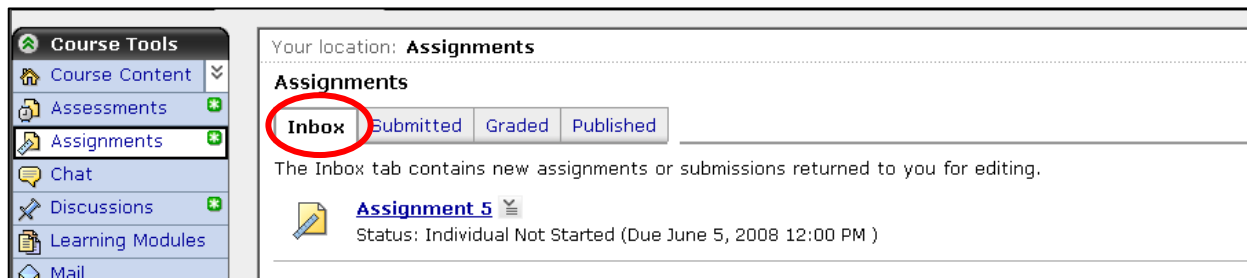 Course Tools
Course Content
Assessments
Assignments
Chat
Discussions
Learning Modules
Mail
Your location: Assignments
Assignments
Inbox Submitted Graded Published
The Inbox tab contains new assignments or submissions returned to you for editing.
Assignment 5
Status: Individual Not Started (Due June 5, 2008 12:00 PM )